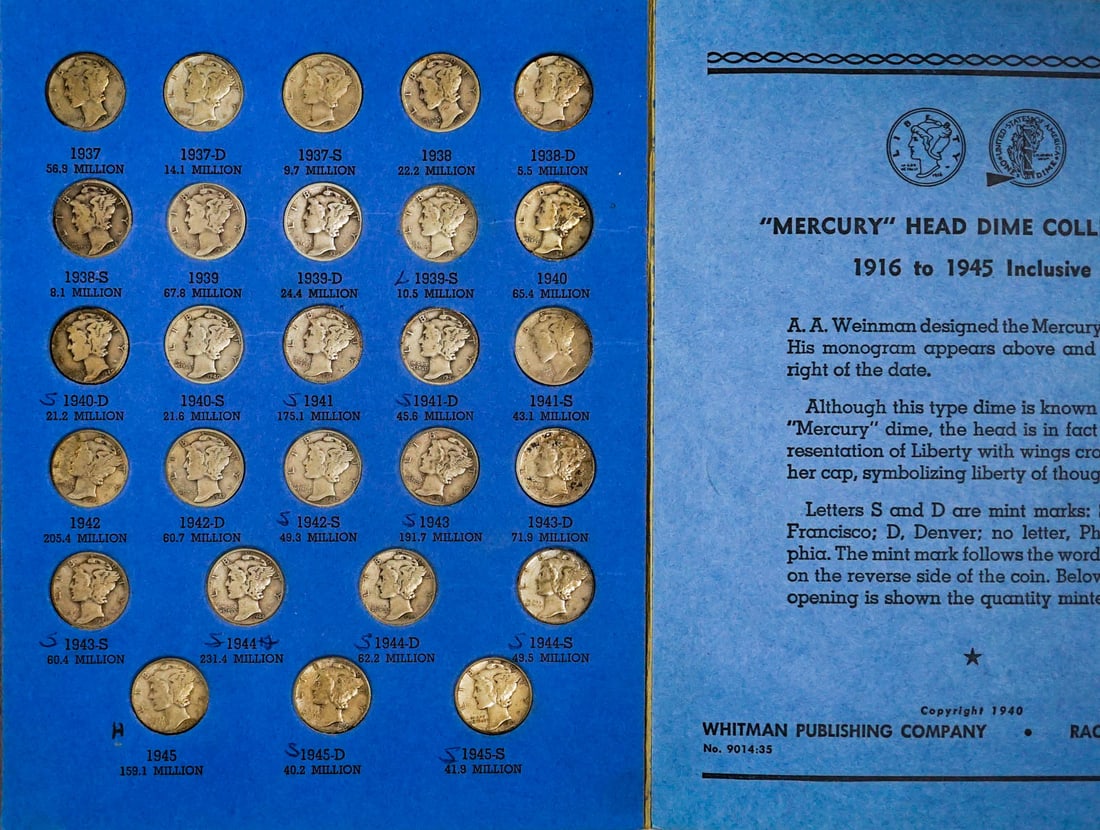 1937 1937-D 1937-S 1938 1938-D
56.9 MILLION 14.1 MILLION 9.7 MILLION 22.2 MILLION 5.5 MILLION
1938-S 1939 1939-D 1939-S 1940
8.1 MILLION 67.8 MILLION 24.4 MILLION 10.5 MILLION 65.4 MILLION
S 1940-D 1940-S S 1941 S 1941-D 1941-S
21.2 MILLION 21.6 MILLION 175.1 MILLION 45.6 MILLION 43.1 MILLION
1942 1942-D S 1942-S S 1943 1943-D
205.4 MILLION 60.7 MILLION 49.3 MILLION 191.7 MILLION 71.9 MILLION
S 1943-S S 1944 S 1944-D S 1944-S
60.4 MILLION 231.4 MILLION 62.2 MILLION 49.5 MILLION
H
1945 S 1945-D S 1945-S
159.1 MILLION 40.2 MILLION 41.9 MILLION
LIBERTY
UNITED STATES OF AMERICA
ONE DIME
"MERCURY" HEAD DIME COLL
1916 to 1945 Inclusive
A. A. Weinman designed the Mercury
His monogram appears above and
right of the date.
Although this type dime is known
"Mercury" dime, the head is in fact
resentation of Liberty with wings cro
her cap, symbolizing liberty of thoug
Letters S and D are mint marks:
Francisco; D, Denver; no letter, Ph
phia. The mint mark follows the word
on the reverse side of the coin. Below
opening is shown the quantity minte
Copyright 1940
WHITMAN PUBLISHING COMPANY • RAC
No. 9014:35